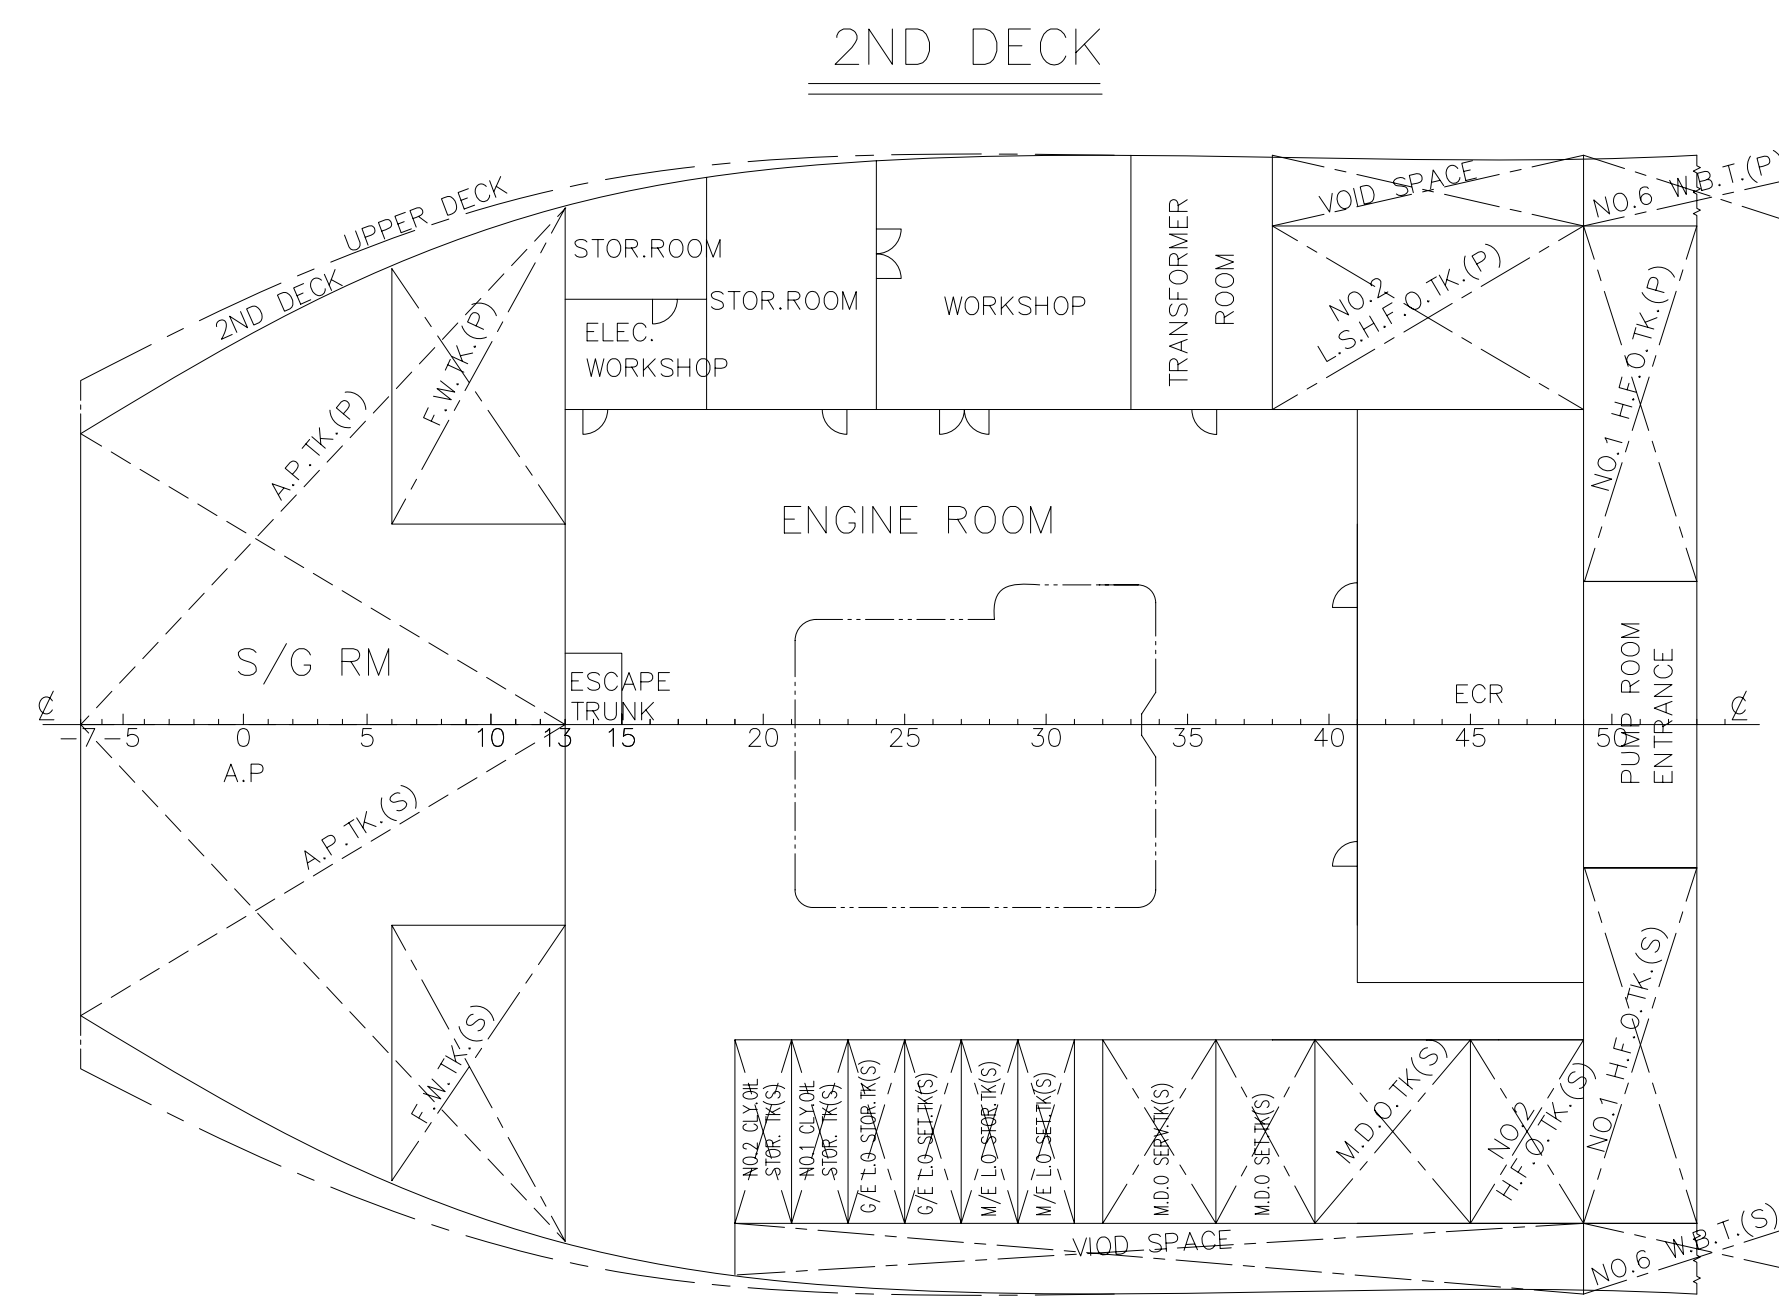 2ND DECK
UPPER DECK
2ND DECK
VOID SPACE
NO.6 W.B.T.(P)
STOR.ROOM
STOR.ROOM
WORKSHOP
TRANSFORMER
ROOM
NO.2
L.S.H.F.O.TK.(P)
NO.1 H.F.O.TK.(P)
ELEC.
WORKSHOP
F.W.TK.(P)
A.P.TK.(P)
ENGINE ROOM
S/G RM
ESCAPE
TRUNK
ECR
PUMP ROOM
ENTRANCE
℄
℄
-7 -5 0 5 10 13 15 20 25 30 35 40 45 50
A.P
A.P.TK.(S)
F.W.TK.(S)
NO.2 CLY.OIL
STOR. TK(S)
NO.1 CLY.OIL
STOR. TK(S)
G/E L.O STOR.TK(S)
G/E L.O SET.TK(S)
M/E L.O STOR.TK(S)
M/E L.O SET.TK(S)
M.D.O SERV.TK(S)
M.D.O SET.TK(S)
M.D.O.TK(S)
NO.2
H.F.O.TK.(S)
NO.1 H.F.O.TK.(S)
VIOD SPACE
NO.6 W.B.T.(S)